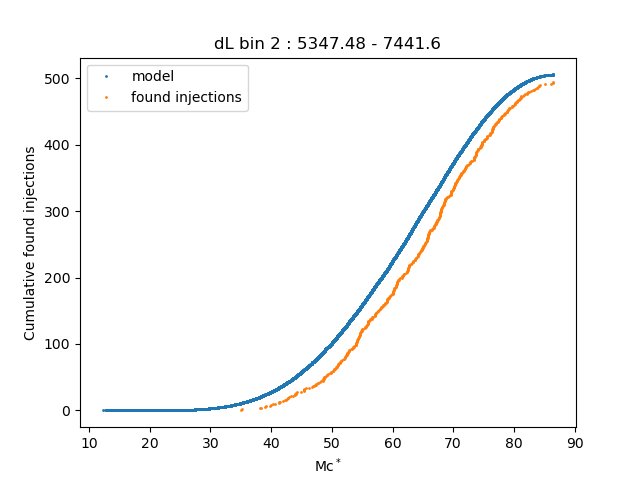 dL bin 2 : 5347.48 - 7441.6
model
found injections
Cumulative found injections
500
400
300
200
100
0
10 20 30 40 50 60 70 80 90
Mc*